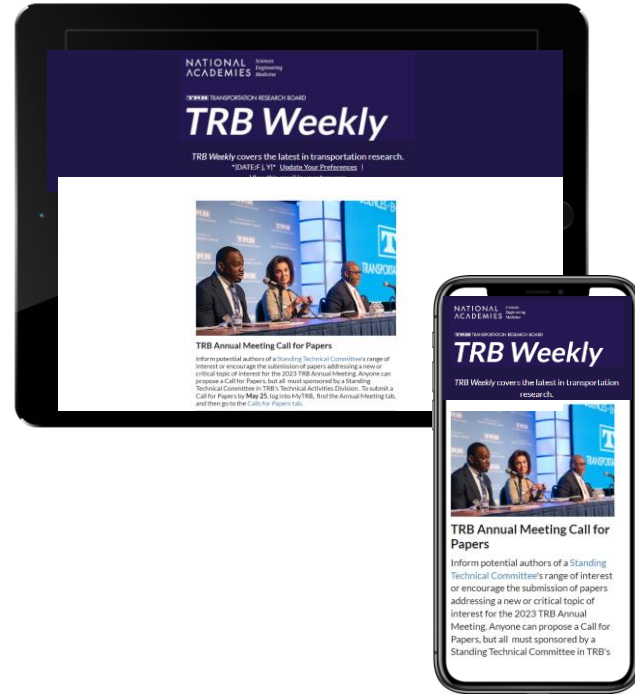 NATIONAL
ACADEMIES
Sciences
Engineering
Medicine
TRB TRANSPORTATION RESEARCH BOARD
TRB Weekly
TRB Weekly covers the latest in transportation research.
*|DATE:F j, Y|* Update Your Preferences |
TRB
TRANSPORTA
TRB Annual Meeting Call for Papers
Inform potential authors of a Standing Technical Committee's range of
interest or encourage the submission of papers addressing a new or
critical topic of interest for the 2023 TRB Annual Meeting. Anyone can
propose a Call for Papers, but all must sponsored by a Standing
Technical Committee in TRB's Technical Activities Division . To submit a
Call for Papers by May 25, log into MyTRB, find the Annual Meeting tab,
and then go to the Calls for Papers tab.
NATIONAL
ACADEMIES
Sciences
Engineering
Medicine
TRB TRANSPORTATION RESEARCH BOARD
TRB Weekly
TRB Weekly covers the latest in transportation
research.
TRB Annual Meeting Call for
Papers
Inform potential authors of a Standing
Technical Committee's range of interest
or encourage the submission of papers
addressing a new or critical topic of
interest for the 2023 TRB Annual
Meeting. Anyone can propose a Call for
Papers, but all must sponsored by a
Standing Technical Committee in TRB's